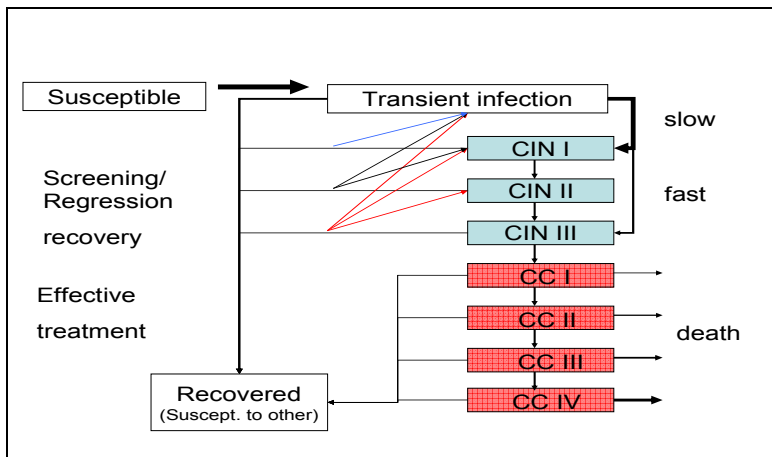 Susceptible
Transient infection
slow
CIN I
Screening/
Regression
CIN II
fast
recovery
CIN III
CC I
Effective
treatment
CC II
death
CC III
Recovered
(Suscept. to other)
CC IV